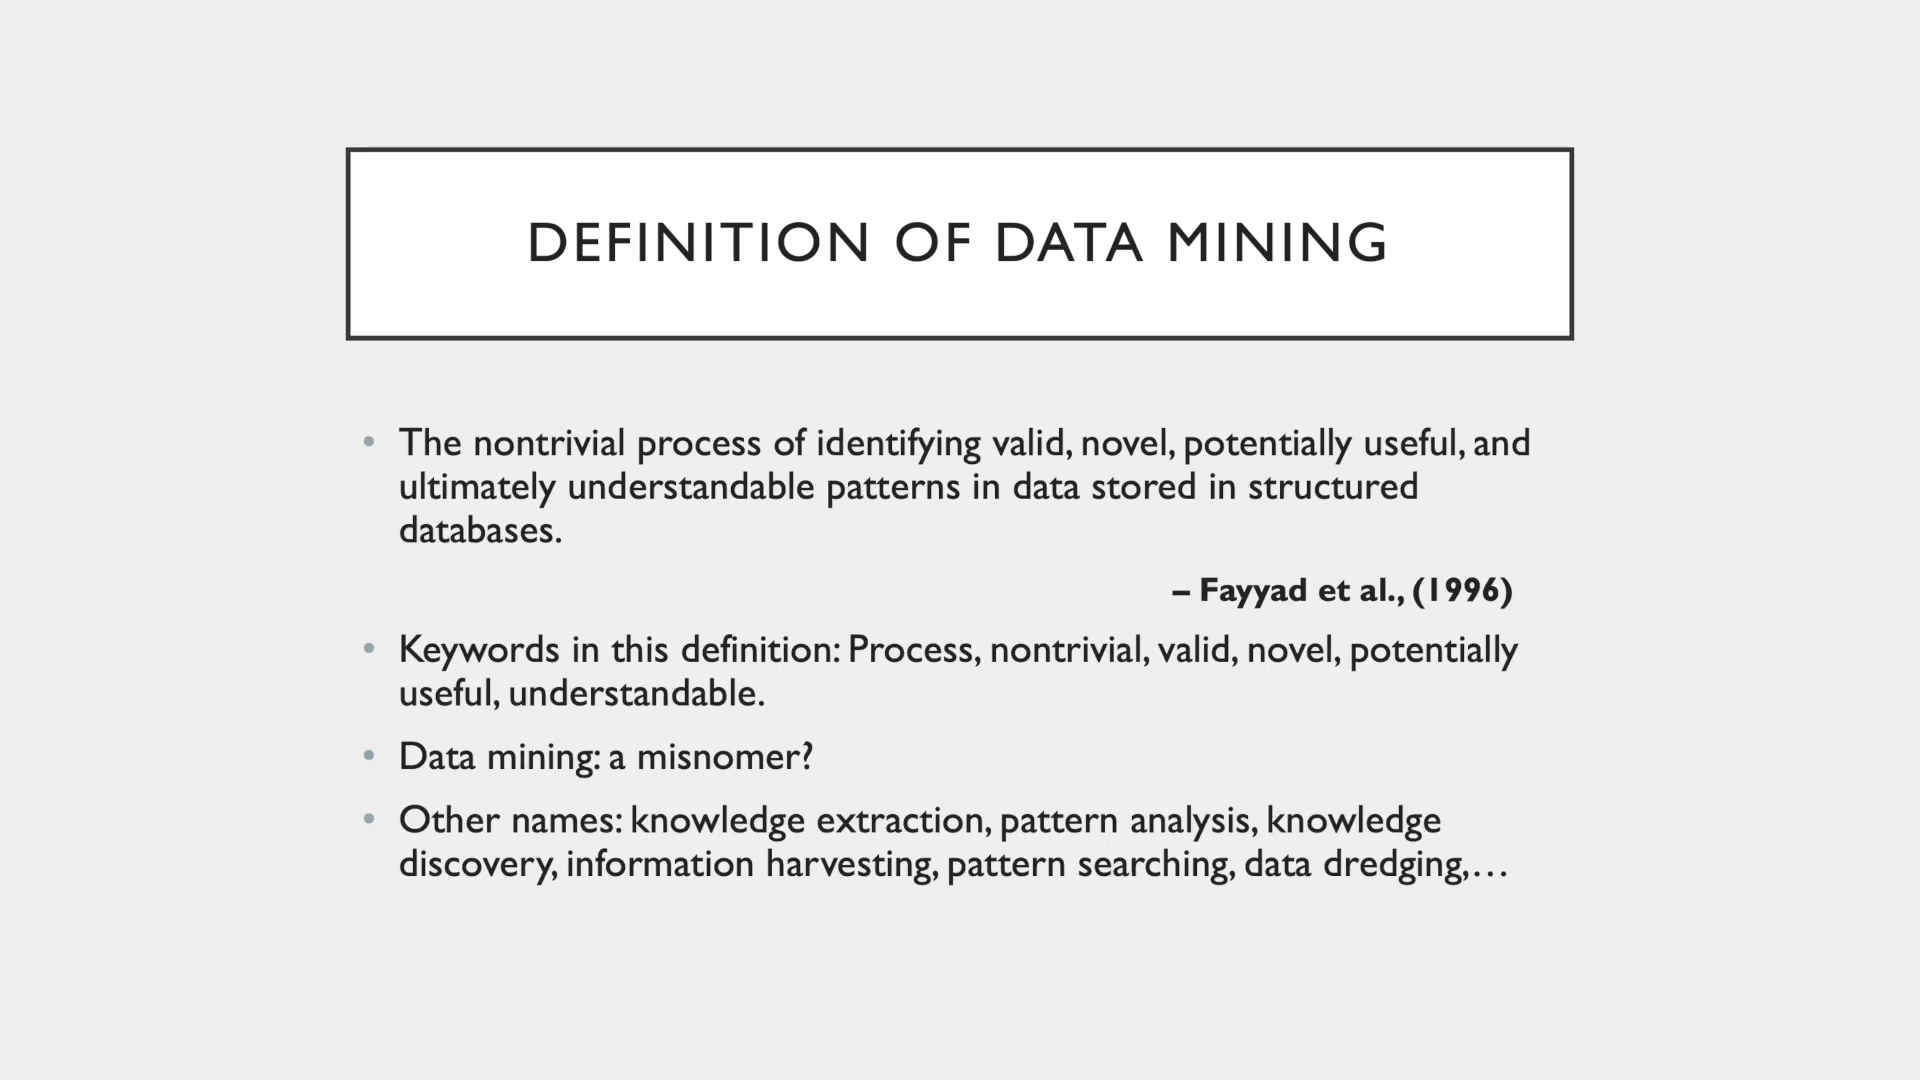 DEFINITION OF DATA MINING
• The nontrivial process of identifying valid, novel, potentially useful, and
ultimately understandable patterns in data stored in structured
databases.
– Fayyad et al., (1996)
• Keywords in this definition: Process, nontrivial, valid, novel, potentially
useful, understandable.
• Data mining: a misnomer?
• Other names: knowledge extraction, pattern analysis, knowledge
discovery, information harvesting, pattern searching, data dredging,…